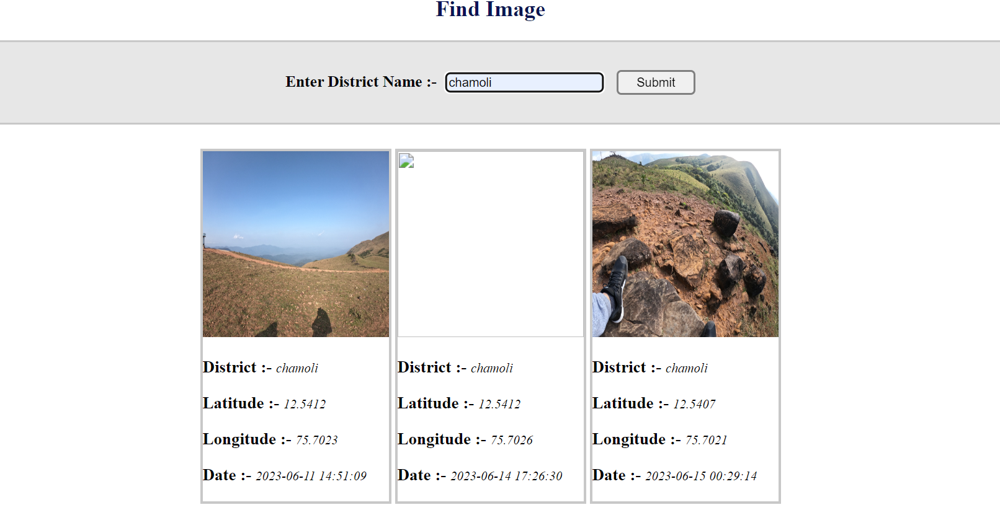 Find Image
Enter District Name :- chamoli Submit
District :- chamoli
Latitude :- 12.5412
Longitude :- 75.7023
Date :- 2023-06-11 14:51:09
District :- chamoli
Latitude :- 12.5412
Longitude :- 75.7026
Date :- 2023-06-14 17:26:30
District :- chamoli
Latitude :- 12.5407
Longitude :- 75.7021
Date :- 2023-06-15 00:29:14